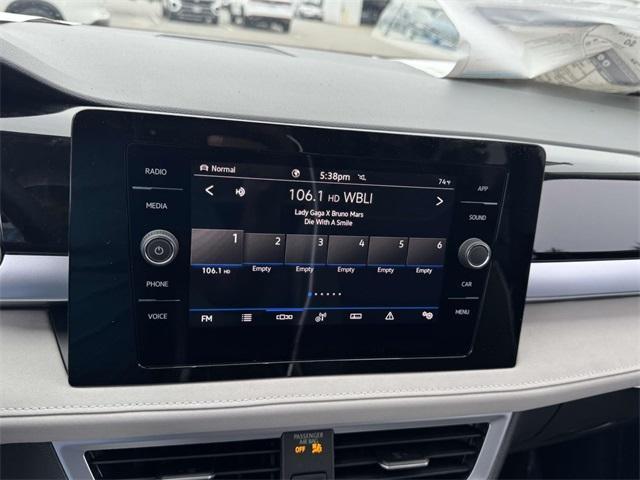 RADIO
MEDIA
PHONE
VOICE
Normal
5:38pm
74°F
106.1 HD WBLI
Lady Gaga X Bruno Mars
Die With A Smile
1 2 3 4 5 6
106.1 HD Empty Empty Empty Empty Empty
FM
APP
SOUND
CAR
MENU
PASSENGER
AIR BAG
OFF